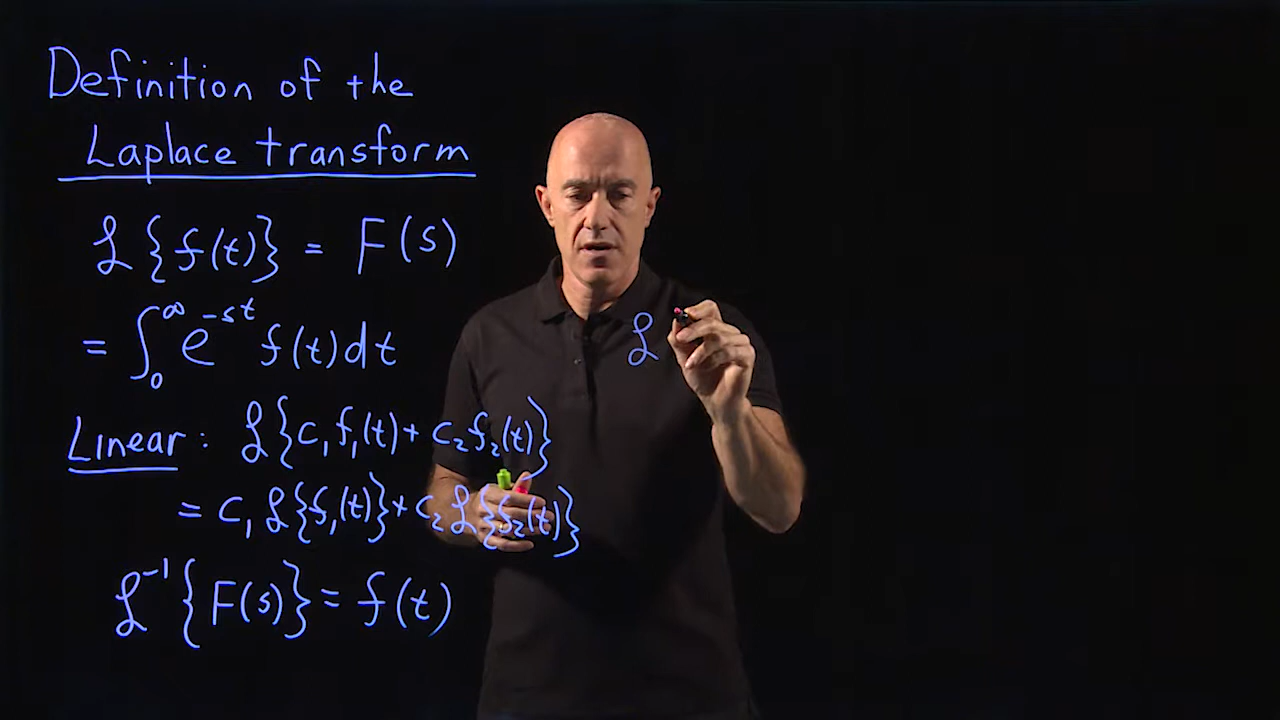 Definition of the
Laplace transform
ℒ{f(t)} = F(s)
= ∫₀^∞ e^{-st} f(t)dt
Linear: ℒ{c₁f₁(t)+c₂f₂(t)}
= c₁ℒ{f₁(t)}+c₂ℒ{f₂(t)}
ℒ⁻¹{F(s)}=f(t)
ℒ